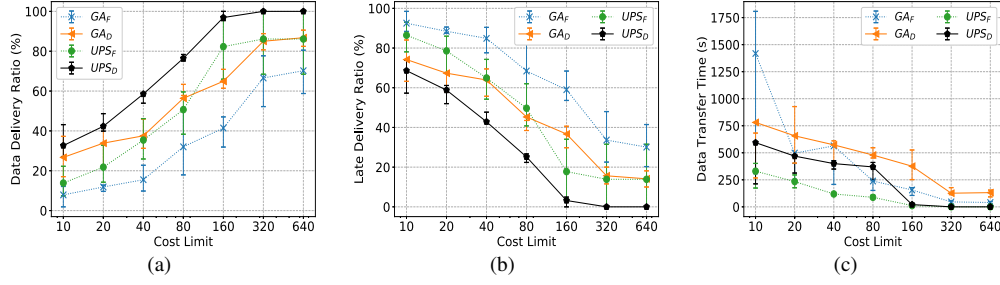 GA_F
GA_D
UPS_F
UPS_D
Data Delivery Ratio (%)
100
80
60
40
20
0
10 20 40 80 160 320 640
Cost Limit
(a)
GA_F UPS_F
GA_D UPS_D
Late Delivery Ratio (%)
100
80
60
40
20
0
10 20 40 80 160 320 640
Cost Limit
(b)
GA_F UPS_F
GA_D UPS_D
Data Transfer Time (s)
1750
1500
1250
1000
750
500
250
0
10 20 40 80 160 320 640
Cost Limit
(c)